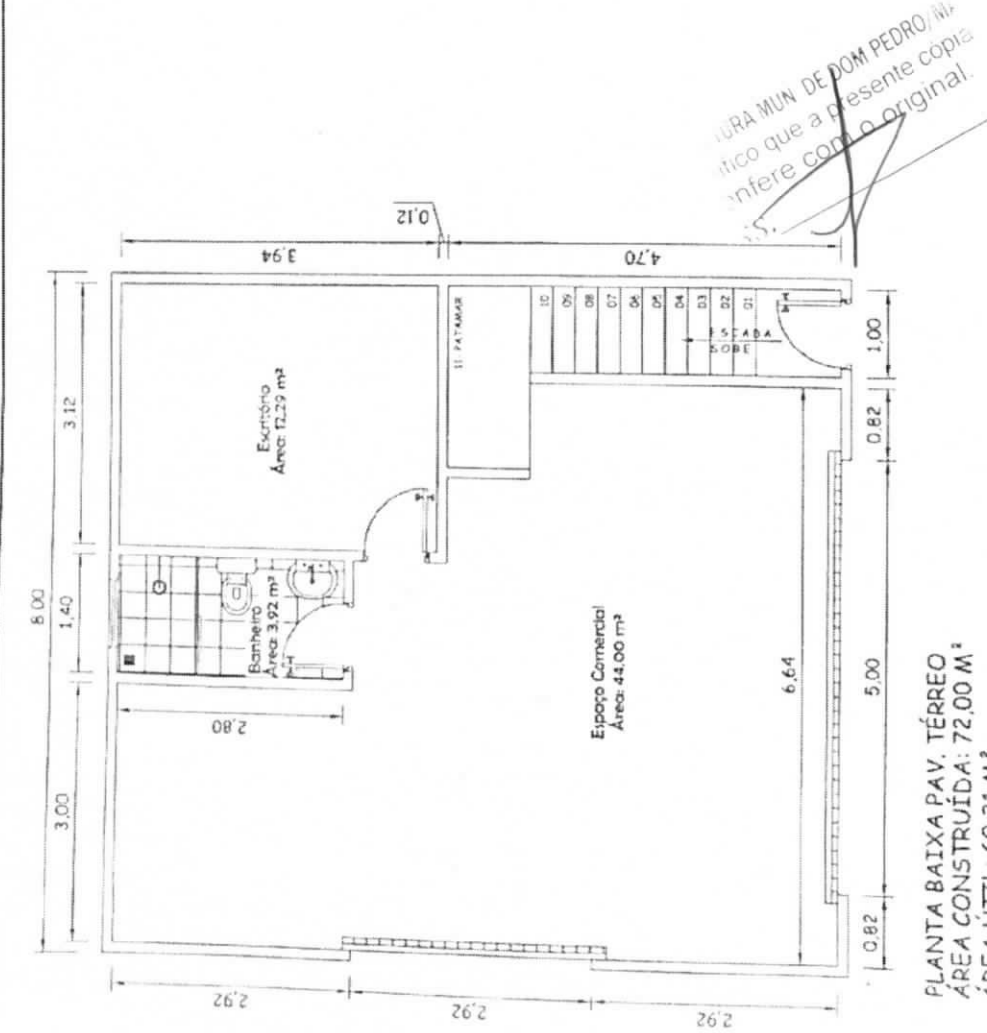 8.00
3,00
1,40
3,12
3,94
0,12
4,70
2,92
2,92
2,92
2,80
Banheiro
Área: 3,92 m²
Escritório
Área: 12,29 m²
11: PATAMAR
10
09
08
07
06
05
04
03
02
01
ESCADA
SOBE
Espaço Comercial
Área: 44,00 m²
6,64
0,82
5,00
0,82
1,00
MUN DE DOM PEDRO
que a presente cópia
com o original.
PLANTA BAIXA PAV. TÉRREO
ÁREA CONSTRUÍDA: 72,00 M²